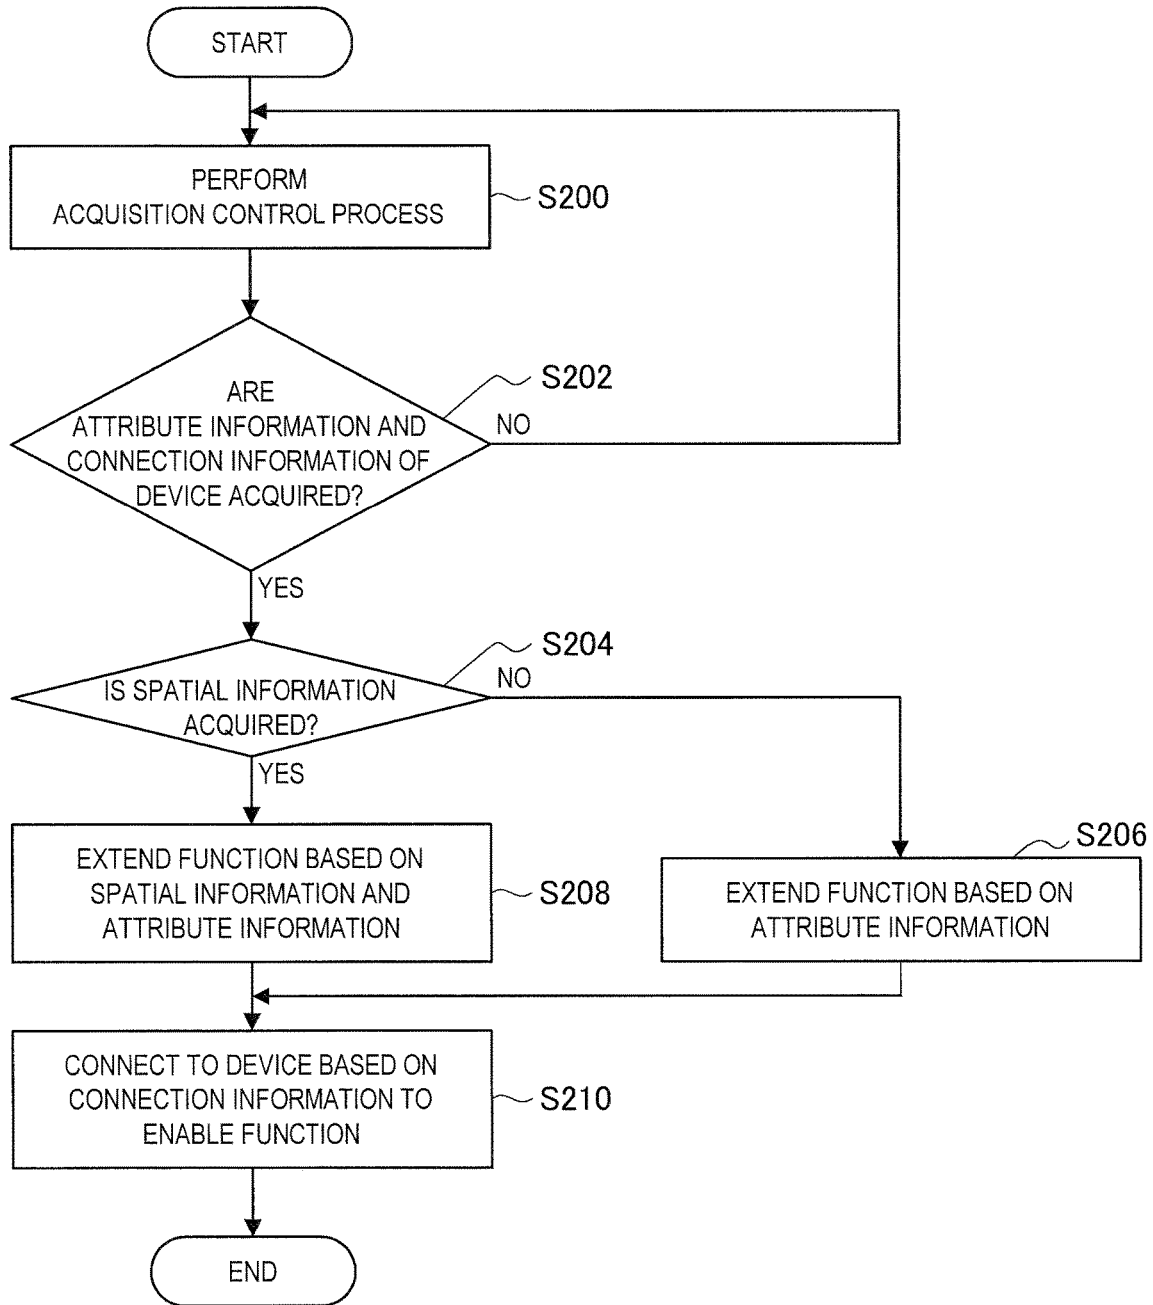 START
PERFORM
ACQUISITION CONTROL PROCESS
S200
ARE
ATTRIBUTE INFORMATION AND
CONNECTION INFORMATION OF
DEVICE ACQUIRED?
S202
NO
YES
IS SPATIAL INFORMATION
ACQUIRED?
S204
NO
YES
EXTEND FUNCTION BASED ON
SPATIAL INFORMATION AND
ATTRIBUTE INFORMATION
S208
EXTEND FUNCTION BASED ON
ATTRIBUTE INFORMATION
S206
CONNECT TO DEVICE BASED ON
CONNECTION INFORMATION TO
ENABLE FUNCTION
S210
END